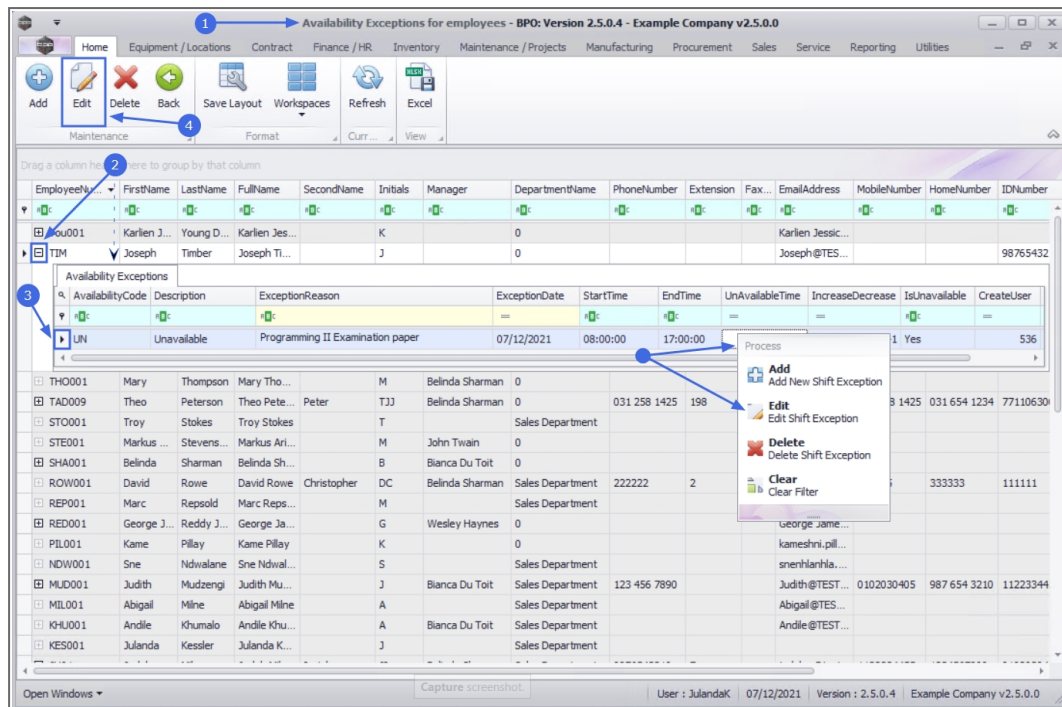 1 Availability Exceptions for employees - BPO: Version 2.5.0.4 - Example Company v2.5.0.0
Home Equipment / Locations Contract Finance / HR Inventory Maintenance / Projects Manufacturing Procurement Sales Service Reporting Utilities
Add Edit Delete Back Save Layout Workspaces Refresh Excel
4
Maintenance Format Curr... View
Drag a column here to group by that column
2
EmployeeNu... FirstName LastName FullName SecondName Initials Manager DepartmentName PhoneNumber Extension Fax... EmailAddress MobileNumber HomeNumber IDNumber
You001 Karlien J... Young D... Karlien Jes... K 0 Karlien Jessic...
TIM Joseph Timber Joseph Ti... J 0 Joseph@TES... 98765432
Availability Exceptions
3
AvailabilityCode Description ExceptionReason ExceptionDate StartTime EndTime UnAvailableTime IncreaseDecrease IsUnavailable CreateUser
UN Unavailable Programming II Examination paper 07/12/2021 08:00:00 17:00:00 -1 Yes 536
Process
Add
Add New Shift Exception
Edit
Edit Shift Exception
Delete
Delete Shift Exception
Clear
Clear Filter
THO001 Mary Thompson Mary Tho... M Belinda Sharman 0
TAD009 Theo Peterson Theo Pete... Peter TJJ Belinda Sharman 0 031 258 1425 198 1425 031 654 1234 77110630
STO001 Troy Stokes Troy Stokes T Sales Department
STE001 Markus ... Stevens... Markus Ari... M John Twain 0
SHA001 Belinda Sharman Belinda Sh... B Bianca Du Toit 0
ROW001 David Rowe David Rowe Christopher DC Belinda Sharman Sales Department 222222 2 333333 111111
REP001 Marc Repsold Marc Reps... M Sales Department
RED001 George J... Reddy J... George Ja... G Wesley Haynes 0 George Jame...
PIL001 Kame Pillay Kame Pillay K 0 kameshni.pill...
NDW001 Sne Ndwalane Sne Ndwal... S Sales Department snenhlanhla....
MUD001 Judith Mudzengi Judith Mu... J Bianca Du Toit Sales Department 123 456 7890 Judith@TEST... 0102030405 987 654 3210 11223344
MIL001 Abigail Milne Abigail Milne A Sales Department Abigail@TES...
KHU001 Andile Khumalo Andile Khu... A Bianca Du Toit Sales Department Andile@TEST...
KES001 Julanda Kessler Julanda K... J Sales Department
Open Windows Capture screenshot. User : JulandaK 07/12/2021 Version : 2.5.0.4 Example Company v2.5.0.0